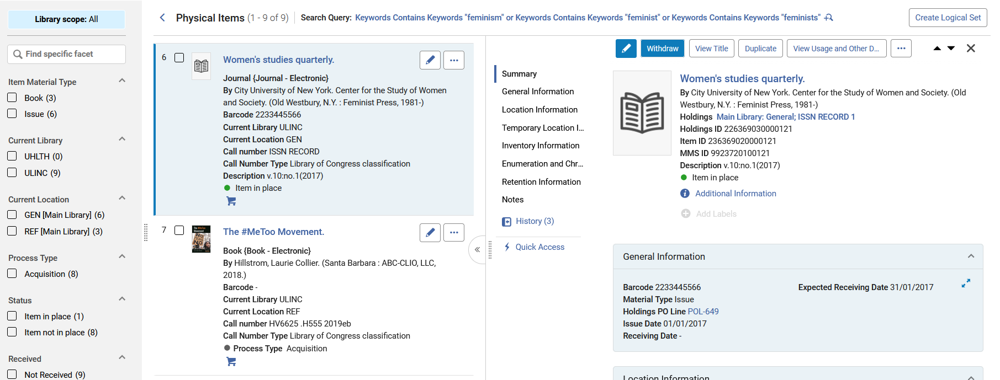 Library scope: All
Find specific facet
Item Material Type
Book (3)
Issue (6)
Current Library
UHLTH (0)
ULINC (9)
Current Location
GEN [Main Library] (6)
REF [Main Library] (3)
Process Type
Acquisition (8)
Status
Item in place (1)
Item not in place (8)
Received
Not Received (9)
Physical Items (1 - 9 of 9) Search Query: Keywords Contains Keywords "feminism" or Keywords Contains Keywords "feminist" or Keywords Contains Keywords "feminists"
Create Logical Set
6
Women's studies quarterly.
Journal {Journal - Electronic}
By City University of New York. Center for the Study of Women
and Society. (Old Westbury, N.Y. : Feminist Press, 1981-)
Barcode 2233445566
Current Library ULINC
Current Location GEN
Call number ISSN RECORD
Call Number Type Library of Congress classification
Description v.10:no.1(2017)
Item in place
7
The #MeToo Movement.
Book {Book - Electronic}
By Hillstrom, Laurie Collier. (Santa Barbara : ABC-CLIO, LLC,
2018.)
Barcode -
Current Library ULINC
Current Location REF
Call number HV6625 .H555 2019eb
Call Number Type Library of Congress classification
Process Type Acquisition
Summary
General Information
Location Information
Temporary Location I...
Inventory Information
Enumeration and Chr...
Retention Information
Notes
History (3)
Quick Access
Withdraw
View Title
Duplicate
View Usage and Other D...
Women's studies quarterly.
By City University of New York. Center for the Study of Women and Society. (Old
Westbury, N.Y. : Feminist Press, 1981-)
Holdings Main Library: General; ISSN RECORD 1
Holdings ID 226369030000121
Item ID 236369020000121
MMS ID 9923720100121
Description v.10:no.1(2017)
Item in place
Additional Information
Add Labels
General Information
Barcode 2233445566
Expected Receiving Date 31/01/2017
Material Type Issue
Holdings PO Line POL-649
Issue Date 01/01/2017
Receiving Date -
Location Information